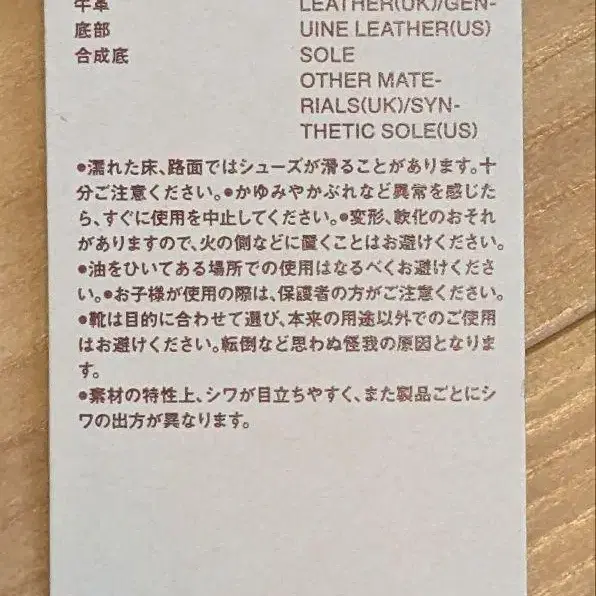 牛革
底部
合成底
LEATHER(UK)/GEN-
UINE LEATHER(US)
SOLE
OTHER MATE-
RIALS(UK)/SYN-
THETIC SOLE(US)
●濡れた床、路面ではシューズが滑ることがあります。十
分ご注意ください。●かゆみやかぶれなど異常を感じた
ら、すぐに使用を中止してください。●変形、軟化のおそれ
がありますので、火の側などに置くことはお避けください。
●油をひいてある場所での使用はなるべくお避けくださ
い。●お子様が使用の際は、保護者の方がご注意ください。
●靴は目的に合わせて選び、本来の用途以外でのご使用
はお避けください。転倒など思わぬ怪我の原因となりま
す。
●素材の特性上、シワが目立ちやすく、また製品ごとにシ
ワの出方が異なります。